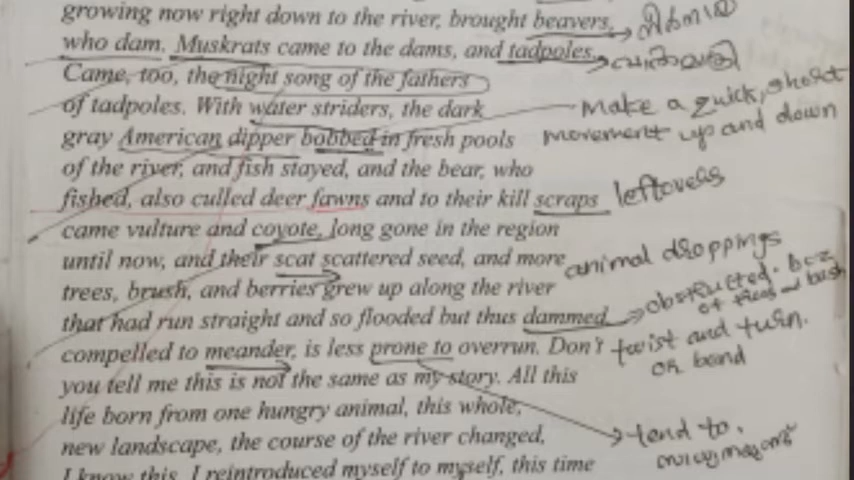 growing now right down to the river, brought beavers,
who dam. Muskrats came to the dams, and tadpoles.
Came, too, the night song of the fathers
of tadpoles. With water striders, the dark
Make a quick, short
gray American dipper bobbed in fresh pools
movement up and down
of the river, and fish stayed, and the bear, who
fished, also culled deer fawns and to their kill scraps
leftovers
came vulture and coyote, long gone in the region
until now, and their scat scattered seed, and more
animal droppings
trees, brush, and berries grew up along the river
that had run straight and so flooded but thus dammed,
obstructed. bcz
of trees and bush
compelled to meander, is less prone to overrun. Don't
twist and turn.
or bend
you tell me this is not the same as my story. All this
life born from one hungry animal, this whole,
new landscape, the course of the river changed,
tend to.
I know this. I reintroduced myself to myself, this time